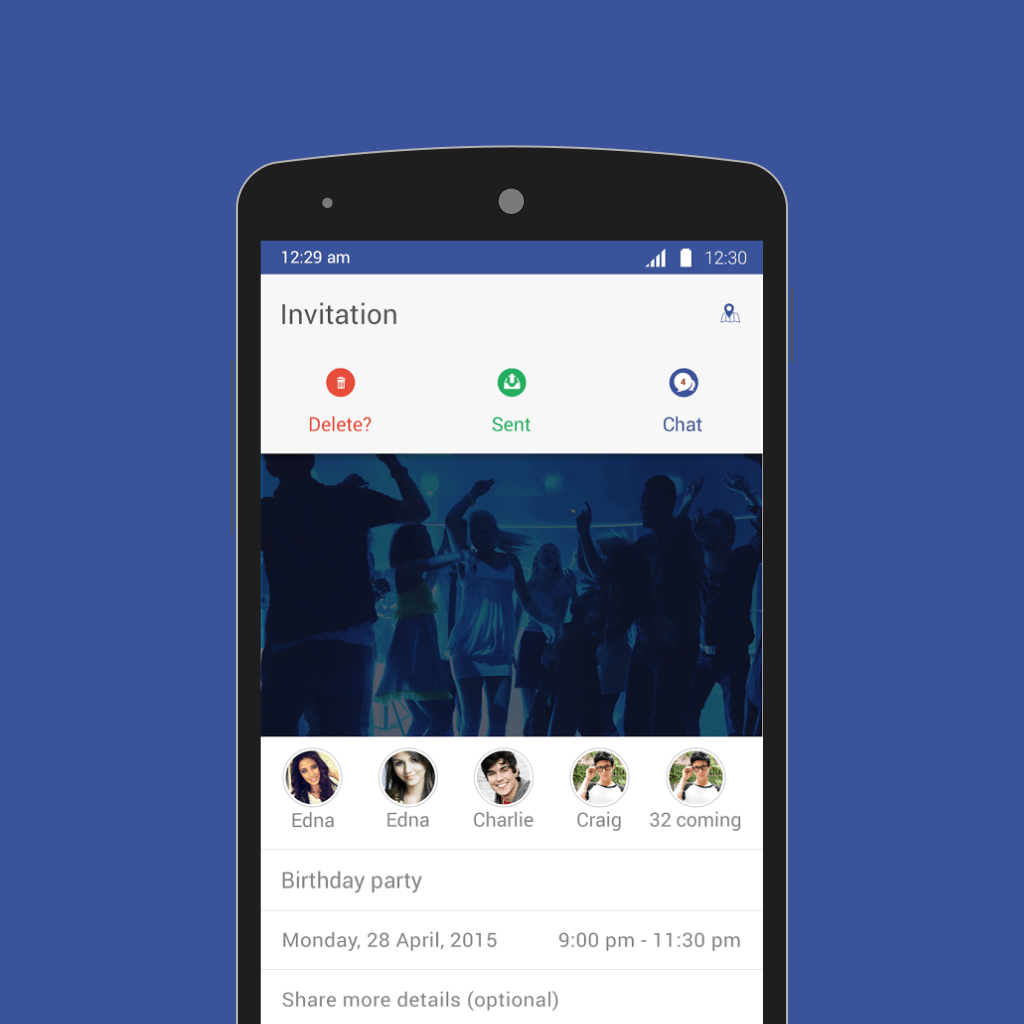 12:29 am 12:30
Invitation
4
Delete? Sent Chat
Edna Edna Charlie Craig 32 coming
Birthday party
Monday, 28 April, 2015 9:00 pm - 11:30 pm
Share more details (optional)